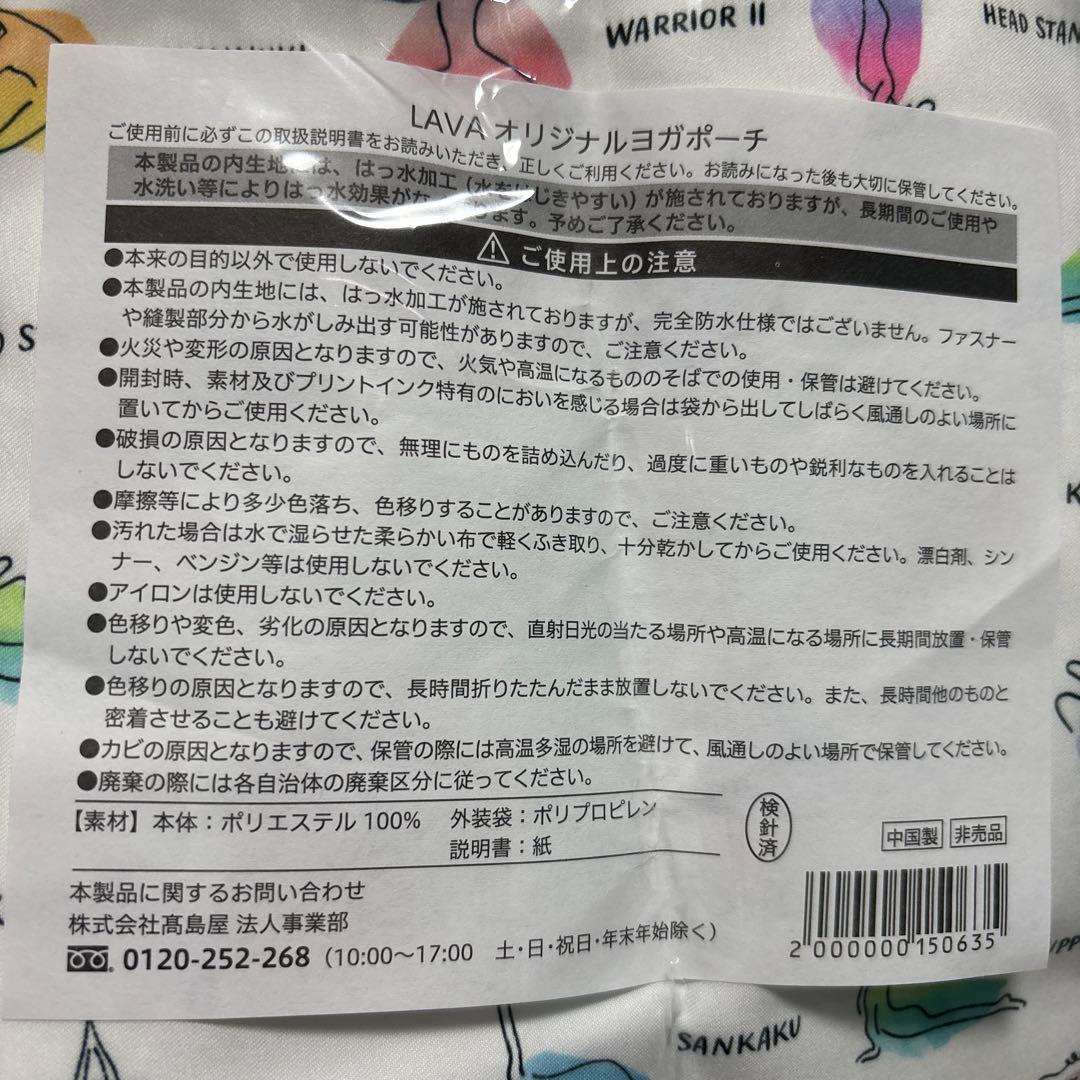 WARRIOR II
HEAD STAN
LAVA オリジナルヨガポーチ
ご使用前に必ずこの取扱説明書をお読みいただき、正しくご利用ください。お読みになった後も大切に保管してください。
本製品の内生地には、はっ水加工(水をはじきやすい)が施されておりますが、長期間のご使用や
水洗い等によりはっ水効果がな
ます。予めご了承ください。
⚠ ご使用上の注意
●本来の目的以外で使用しないでください。
●本製品の内生地には、はっ水加工が施されておりますが、完全防水仕様ではございません。ファスナー
や縫製部分から水がしみ出す可能性がありますので、ご注意ください。
●火災や変形の原因となりますので、火気や高温になるもののそばでの使用・保管は避けてください。
●開封時、素材及びプリントインク特有のにおいを感じる場合は袋から出してしばらく風通しのよい場所に
置いてからご使用ください。
●破損の原因となりますので、無理にものを詰め込んだり、過度に重いものや鋭利なものを入れることは
しないでください。
●摩擦等により多少色落ち、色移りすることがありますので、ご注意ください。
●汚れた場合は水で湿らせた柔らかい布で軽くふき取り、十分乾かしてからご使用ください。漂白剤、シン
ナー、ベンジン等は使用しないでください。
●アイロンは使用しないでください。
●色移りや変色、劣化の原因となりますので、直射日光の当たる場所や高温になる場所に長期間放置・保管
しないでください。
●色移りの原因となりますので、長時間折りたたんだまま放置しないでください。また、長時間他のものと
密着させることも避けてください。
●カビの原因となりますので、保管の際には高温多湿の場所を避けて、風通しのよい場所で保管してください。
●廃棄の際には各自治体の廃棄区分に従ってください。
【素材】本体:ポリエステル 100% 外装袋:ポリプロピレン
説明書:紙
検針済
中国製 非売品
本製品に関するお問い合わせ
株式会社髙島屋 法人事業部
0120-252-268 (10:00〜17:00 土・日・祝日・年末年始除く)
2 000000 150635
SANKAKU